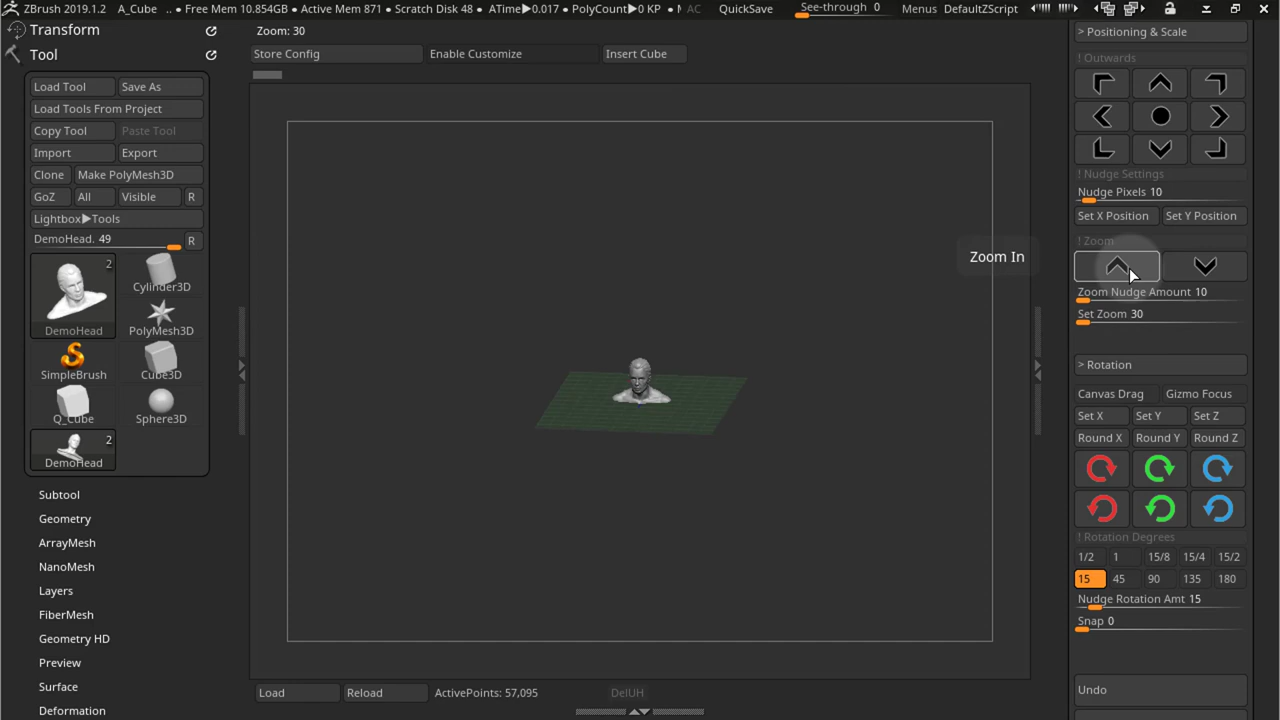 ZBrush 2019.1.2 A_Cube .. • Free Mem 10.854GB • Active Mem 871 • Scratch Disk 48 • ATime▶0.017 • PolyCount▶0 KP • M AC QuickSave See-through 0 Menus DefaultZScript
Transform
Tool
Load Tool Save As
Load Tools From Project
Copy Tool Paste Tool
Import Export
Clone Make PolyMesh3D
GoZ All Visible R
Lightbox▶Tools
DemoHead. 49 R
2
DemoHead
Cylinder3D
PolyMesh3D
SimpleBrush
Cube3D
Q_Cube
Sphere3D
2
DemoHead
Subtool
Geometry
ArrayMesh
NanoMesh
Layers
FiberMesh
Geometry HD
Preview
Surface
Deformation
Zoom: 30
Store Config Enable Customize Insert Cube
Zoom In
Load Reload ActivePoints: 57,095 DelUH
> Positioning & Scale
! Outwards
! Nudge Settings
Nudge Pixels 10
Set X Position Set Y Position
! Zoom
Zoom Nudge Amount 10
Set Zoom 30
> Rotation
Canvas Drag Gizmo Focus
Set X Set Y Set Z
Round X Round Y Round Z
! Rotation Degrees
1/2 1 15/8 15/4 15/2
15 45 90 135 180
Nudge Rotation Amt 15
Snap 0
Undo